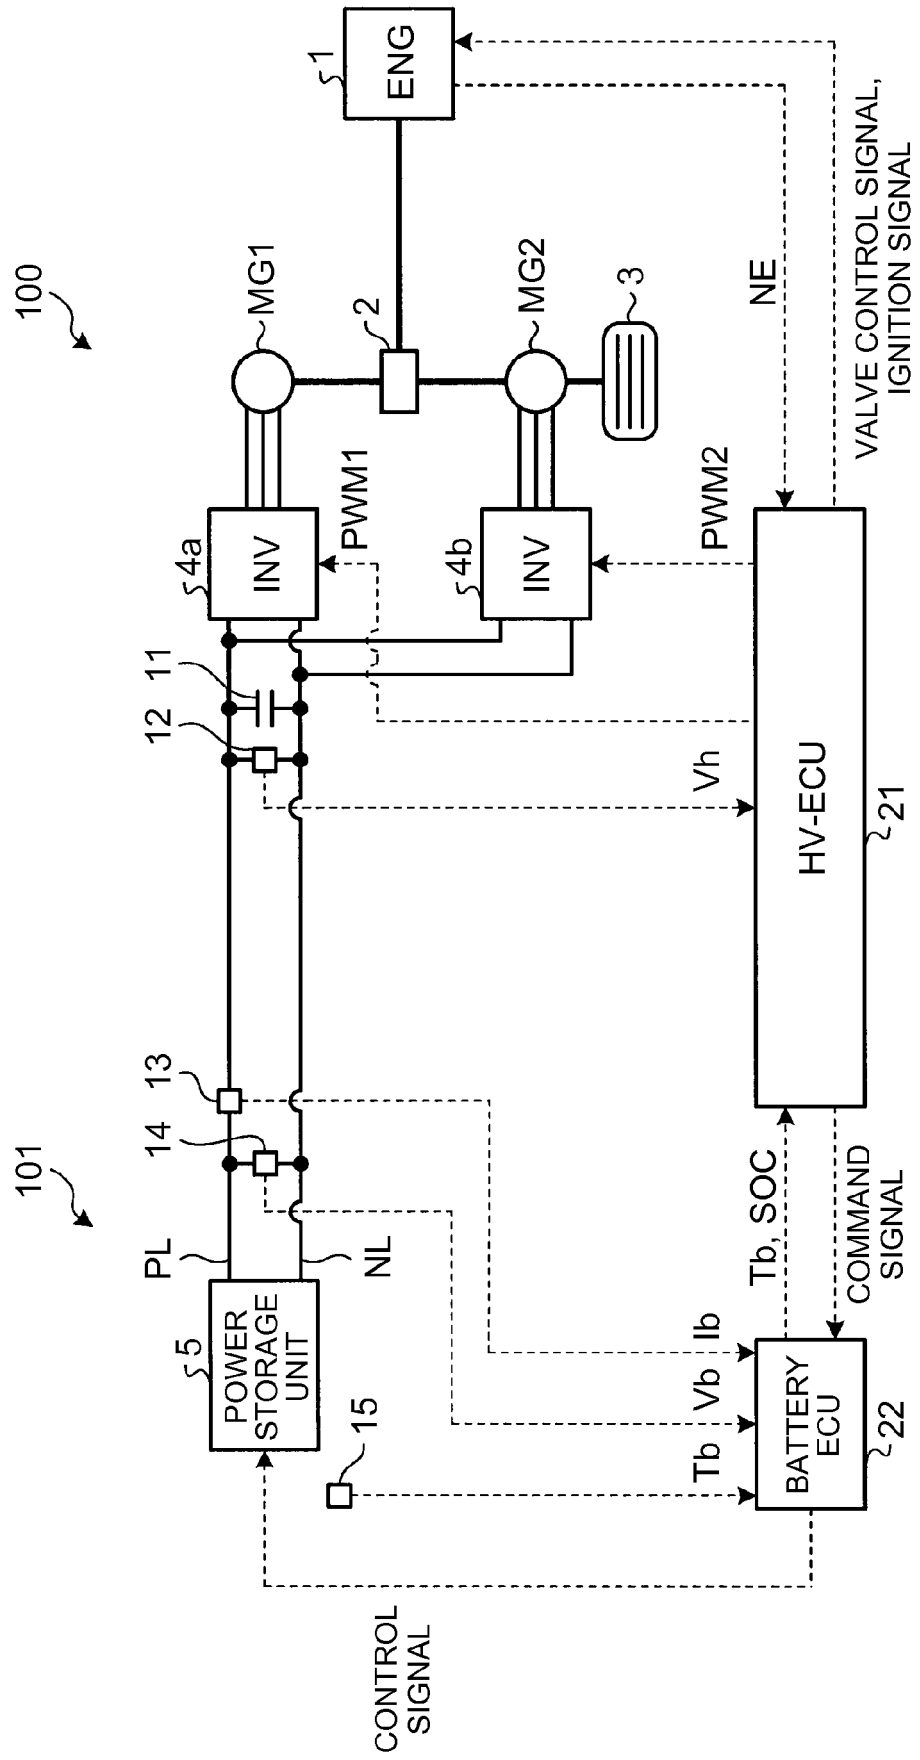 101
100
5
POWER
STORAGE
UNIT
PL
NL
14
13
12
11
4a
INV
MG1
1
ENG
2
PWM1
4b
INV
MG2
3
15
CONTROL
SIGNAL
Tb
Vb
Ib
Vh
PWM2
NE
BATTERY
ECU
22
Tb, SOC
COMMAND
SIGNAL
HV-ECU
21
VALVE CONTROL SIGNAL,
IGNITION SIGNAL